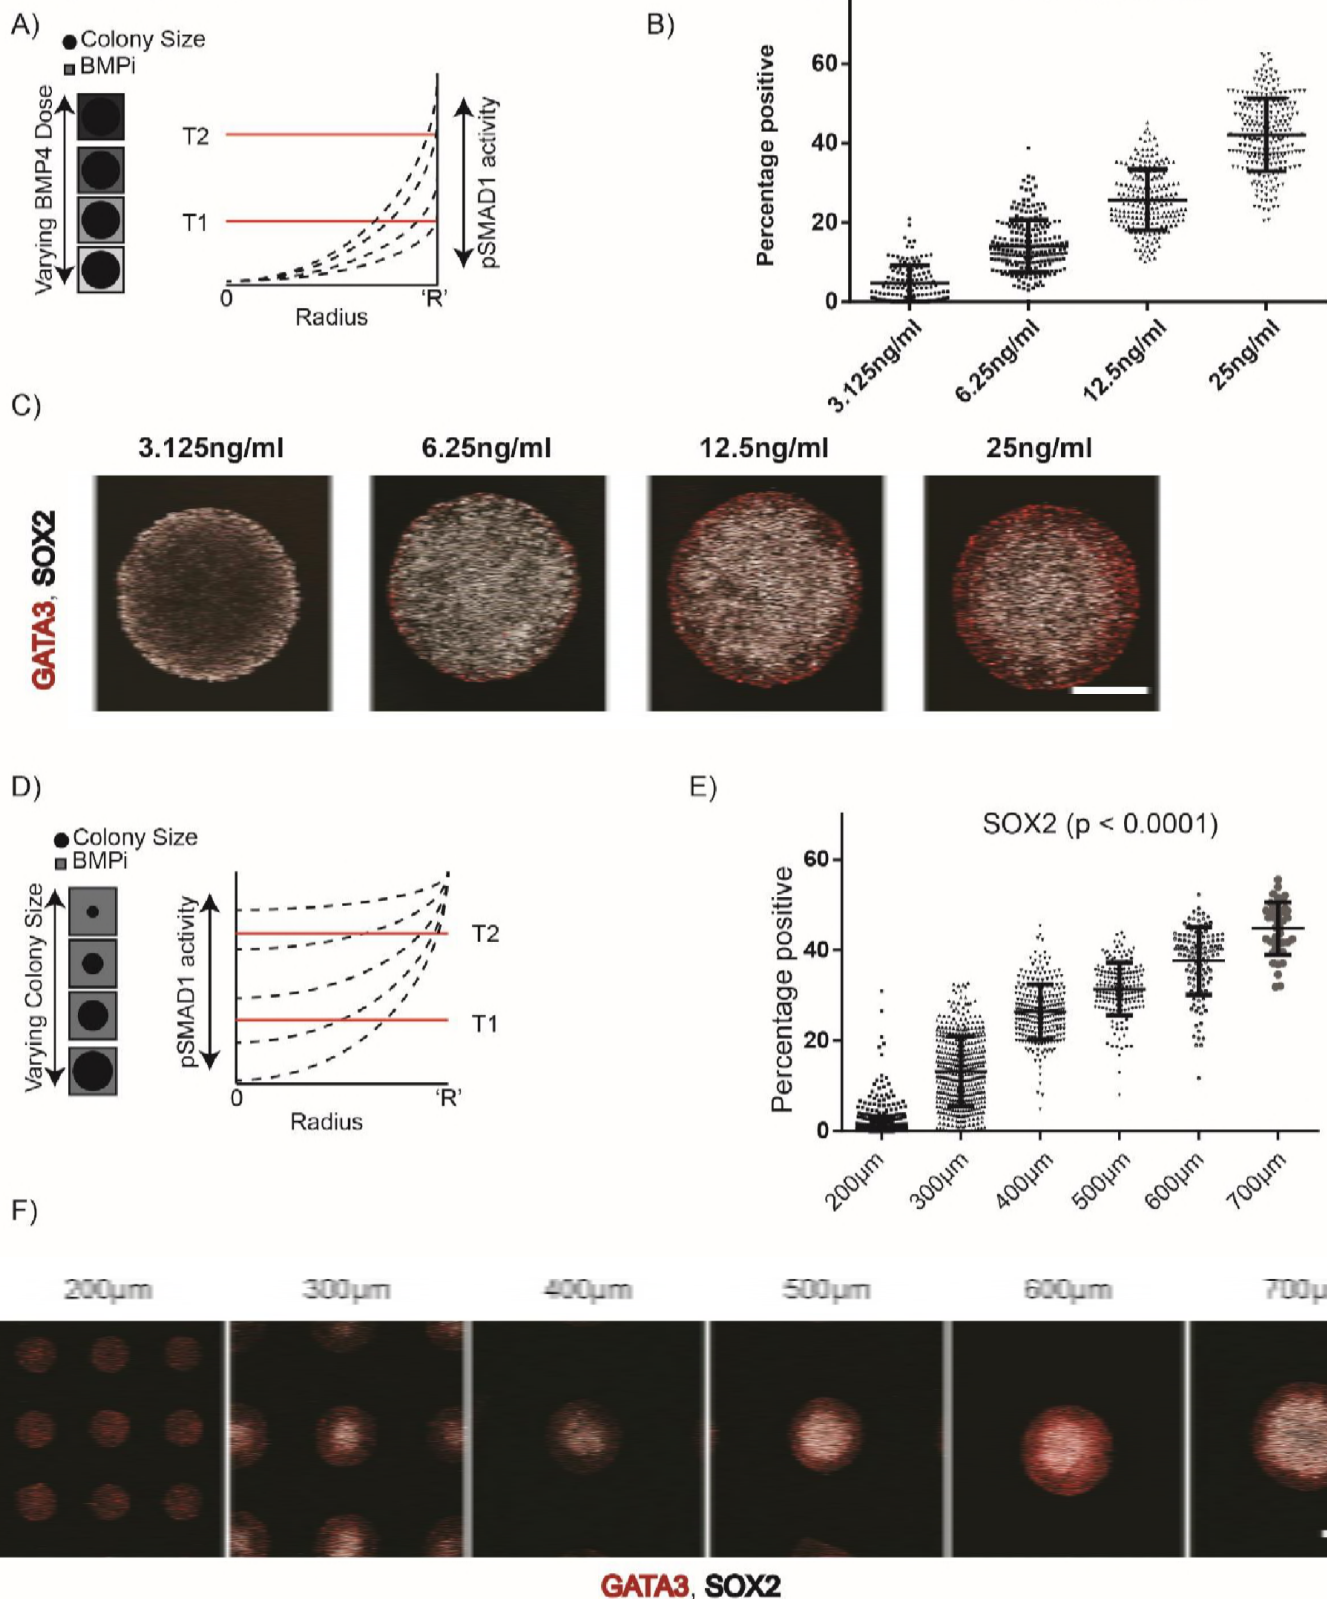 A)
Colony Size
BMPi
Varying BMP4 Dose
T2
T1
pSMAD1 activity
0
'R'
Radius
B)
Percentage positive
60
40
20
0
3.125ng/ml
6.25ng/ml
12.5ng/ml
25ng/ml
C)
3.125ng/ml
6.25ng/ml
12.5ng/ml
25ng/ml
GATA3, SOX2
D)
Colony Size
BMPi
Varying Colony Size
pSMAD1 activity
T2
T1
0
'R'
Radius
E)
SOX2 (p < 0.0001)
Percentage positive
60
40
20
0
200µm
300µm
400µm
500µm
600µm
700µm
F)
200µm
300µm
400µm
500µm
600µm
700µ
GATA3, SOX2